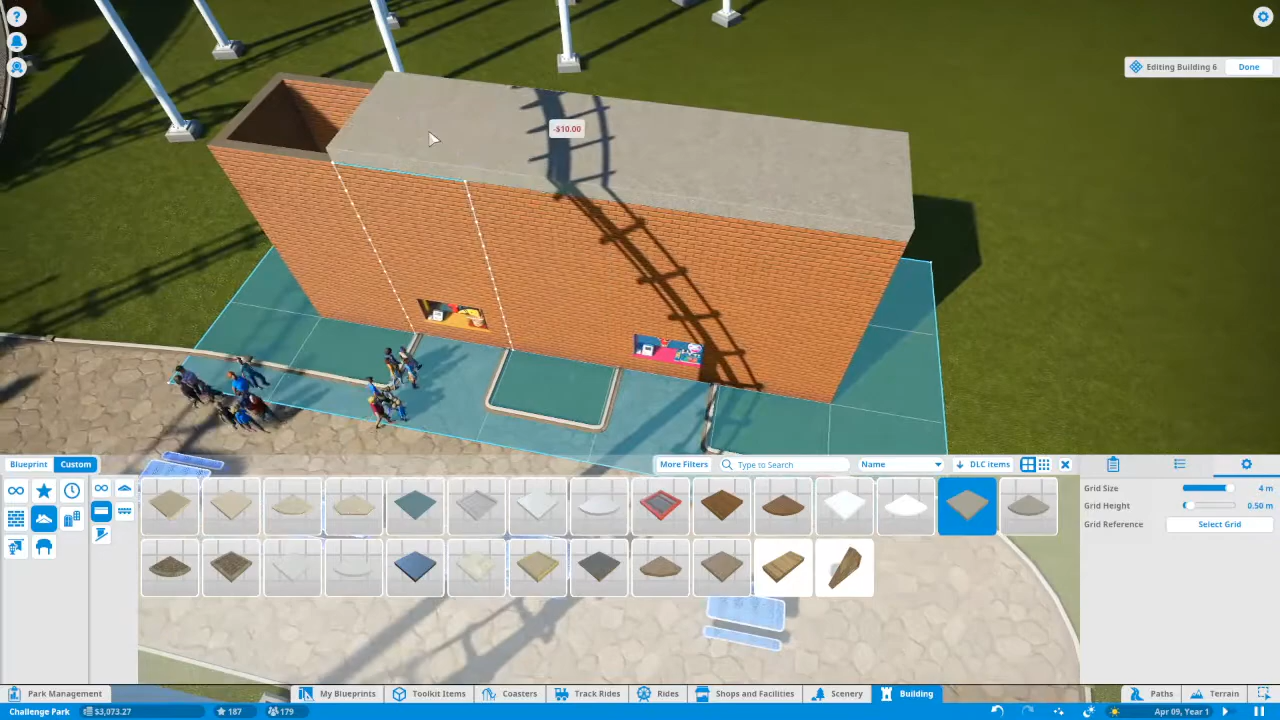 Editing Building 6 Done
-$10.00
Blueprint Custom More Filters Type to Search Name DLC items
Grid Size 4 m
Grid Height 0.50 m
Grid Reference Select Grid
Park Management My Blueprints Toolkit Items Coasters Track Rides Rides Shops and Facilities Scenery Building Paths Terrain
Challenge Park $3,073.27 187 179 Apr 09, Year 1